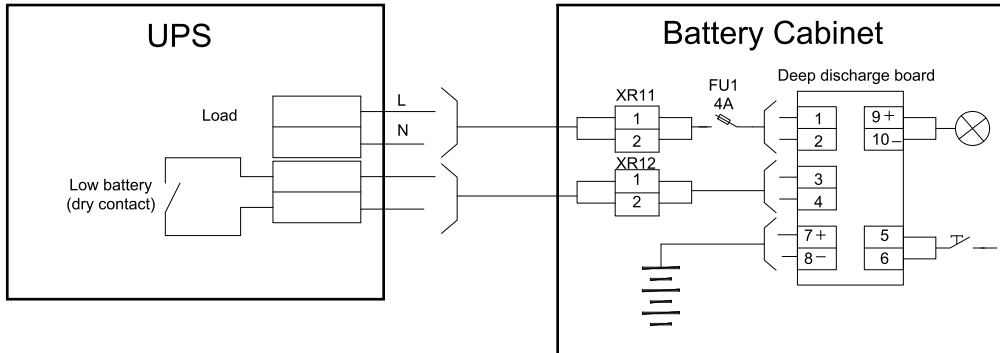 UPS
Battery Cabinet
Load
L
N
Low battery
(dry contact)
XR11
1
2
XR12
1
2
FU1
4A
Deep discharge board
1
2
3
4
7+
8−
9+
10−
5
6